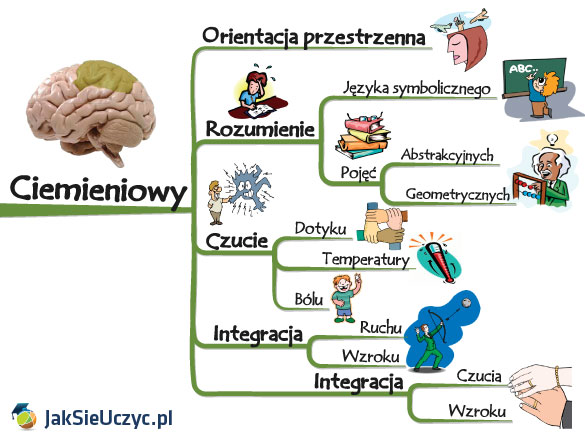 Orientacja przestrzenna
ABC..
Języka symbolicznego
Rozumienie
Abstrakcyjnych
Pojęć
Geometrycznych
Ciemieniowy
Dotyku
Czucie
Temperatury
Bólu
Ruchu
Integracja
Wzroku
Czucia
Integracja
Wzroku
JakSieUczyc.pl